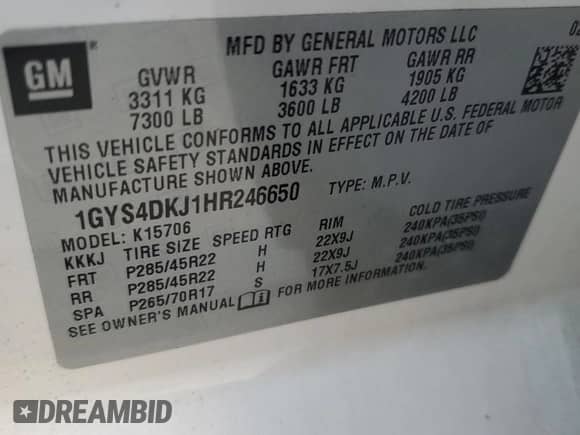 GM
®
MFD BY GENERAL MOTORS LLC
02
GVWR GAWR FRT GAWR RR
3311 KG 1633 KG 1905 KG
7300 LB 3600 LB 4200 LB
THIS VEHICLE CONFORMS TO ALL APPLICABLE U.S. FEDERAL MOTOR
VEHICLE SAFETY STANDARDS IN EFFECT ON THE DATE OF
MANUFACTURE SHOWN ABOVE.
1GYS4DKJ1HR246650 TYPE: M.P.V.
MODEL: K15706
KKKJ TIRE SIZE SPEED RTG RIM COLD TIRE PRESSURE
FRT P285/45R22 H 22X9J 240KPA(35PSI)
RR P285/45R22 H 22X9J 240KPA(35PSI)
SPA P265/70R17 S 17X7.5J 240KPA(35PSI)
SEE OWNER'S MANUAL FOR MORE INFORMATION.
DREAMBID